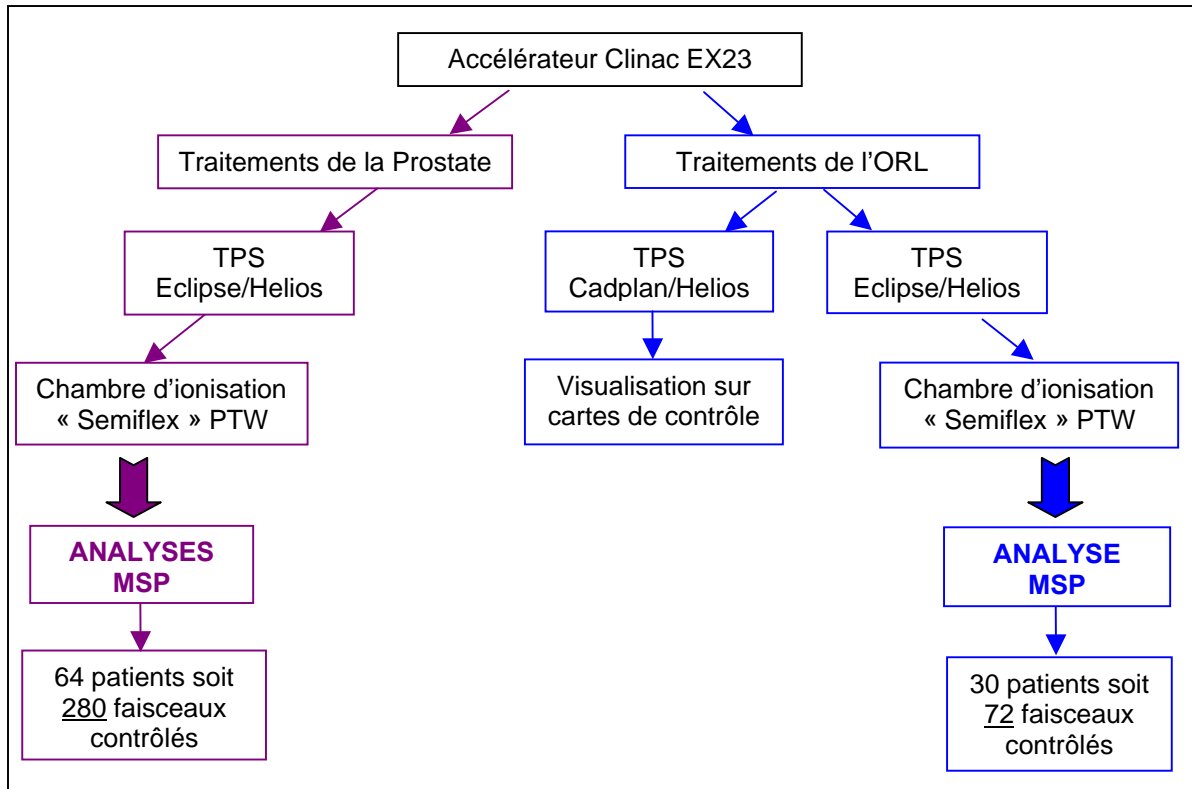 Accélérateur Clinac EX23
Traitements de la Prostate
Traitements de l’ORL
TPS
Eclipse/Helios
TPS
Cadplan/Helios
TPS
Eclipse/Helios
Chambre d’ionisation
« Semiflex » PTW
Visualisation sur
cartes de contrôle
Chambre d’ionisation
« Semiflex » PTW
ANALYSES
MSP
ANALYSE
MSP
64 patients soit
280 faisceaux
contrôlés
30 patients soit
72 faisceaux
contrôlés